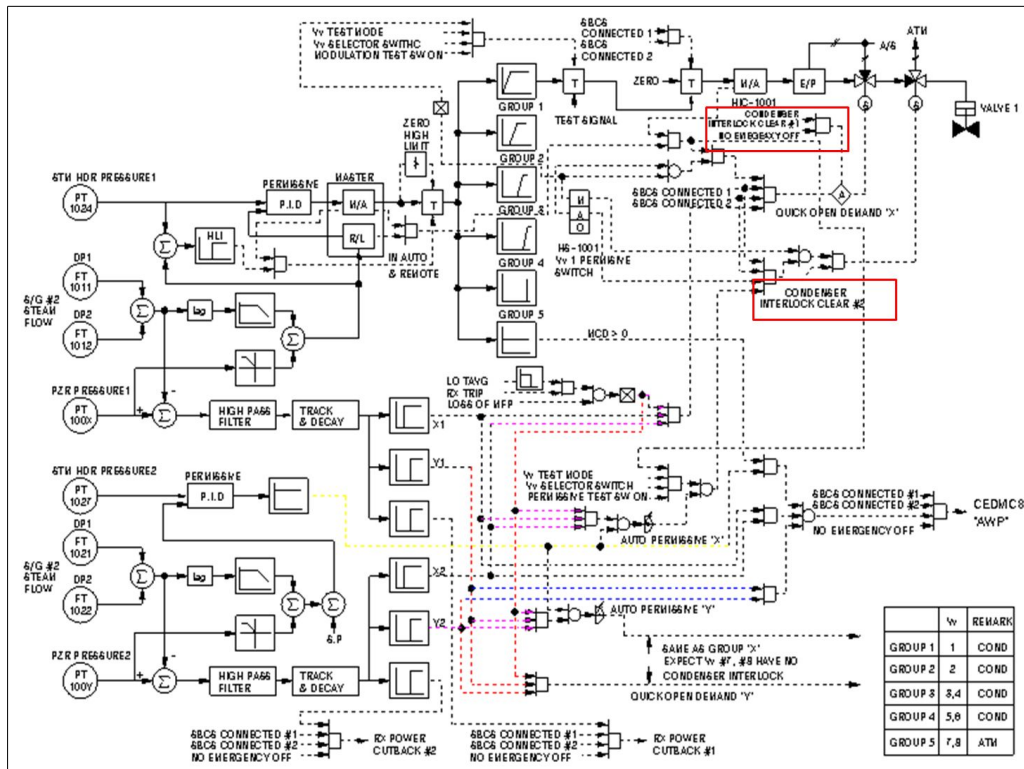 Vv TEST MODE
Vv SELECTOR SWITHC
MODULATION TEST SW ON
SBCS
CONNECTED 1
SBCS
CONNECTED 2
ATM
A/S
ZERO
T
T
M/A
E/P
S
S
VALVE 1
HIC-1001
GROUP 1
TEST SIGNAL
CONDENSER
INTERLOCK CLEAR #1
NO EMEGEAXY OFF
ZERO
HIGH
LIMIT
GROUP 2
STM HDR PRESSURE1
PT
1024
PERMISSIVE
P.I.D
MASTER
M/A
R/L
T
GROUP 3
M
A
O
SBCS CONNECTED 1
SBCS CONNECTED 2
A
QUICK OPEN DEMAND 'X'
HLI
Σ
IN AUTO
& REMOTE
GROUP 4
HS-1001
Vv 1 PERMISIVE
SWITCH
DP1
FT
1011
S/G #2
STEAM
FLOW
DP2
FT
1012
Σ
lag
Σ
GROUP 5
CONDENSER
INTERLOCK CLEAR #2
MCD > 0
PZR PRESSURE1
PT
100X
+
-
Σ
HIGH PASS
FILTER
TRACK
& DECAY
X1
LO TAVG
RX TRIP
LOSS OF MFP
Y1
STM HDR PRESSURE2
PT
1027
PERMISSIVE
P.I.D
Vv TEST MODE
Vv SELECTOR SWITCH
PERMISSIVE TEST SW ON
SBCS CONNECTED #1
SBCS CONNECTED #2
NO EMERGENCY OFF
CEDMCS
"AWP"
AUTO PERMISSIVE 'X'
DP1
FT
1021
S/G #2
STEAM
FLOW
DP2
FT
1022
Σ
lag
Σ
Σ
S.P
X2
Y2
AUTO PERMISSIVE 'Y'
SAME AS GROUP 'X'
EXPECT Vv #7, #8 HAVE NO
CONDENSER INTERLOCK
QUICK OPEN DEMAND 'Y'
PZR PRESSURE2
PT
100Y
+
-
Σ
HIGH PASS
FILTER
TRACK
& DECAY
SBCS CONNECTED #1
SBCS CONNECTED #2
NO EMERGENCY OFF
RX POWER
CUTBACK #2
SBCS CONNECTED #1
SBCS CONNECTED #2
NO EMERGENCY OFF
RX POWER
CUTBACK #1
Vv REMARK
GROUP 1 1 COND
GROUP 2 2 COND
GROUP 3 3,4 COND
GROUP 4 5,6 COND
GROUP 5 7,8 ATM